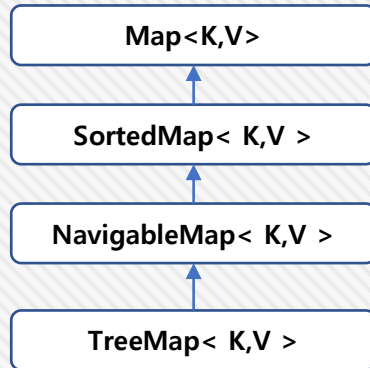 Map<K,V>
SortedMap< K,V >
NavigableMap< K,V >
TreeMap< K,V >